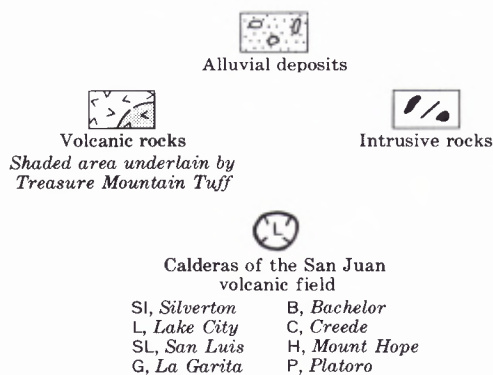 Alluvial deposits
Volcanic rocks
Intrusive rocks
Shaded area underlain by
Treasure Mountain Tuff
L
Calderas of the San Juan
volcanic field
SI, Silverton B, Bachelor
L, Lake City C, Creede
SL, San Luis H, Mount Hope
G, La Garita P, Platoro